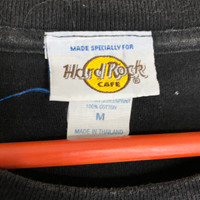 MADE SPECIALLY FOR
Hard Rock
CAFE
100% COTTON
M
MADE IN THAILAND